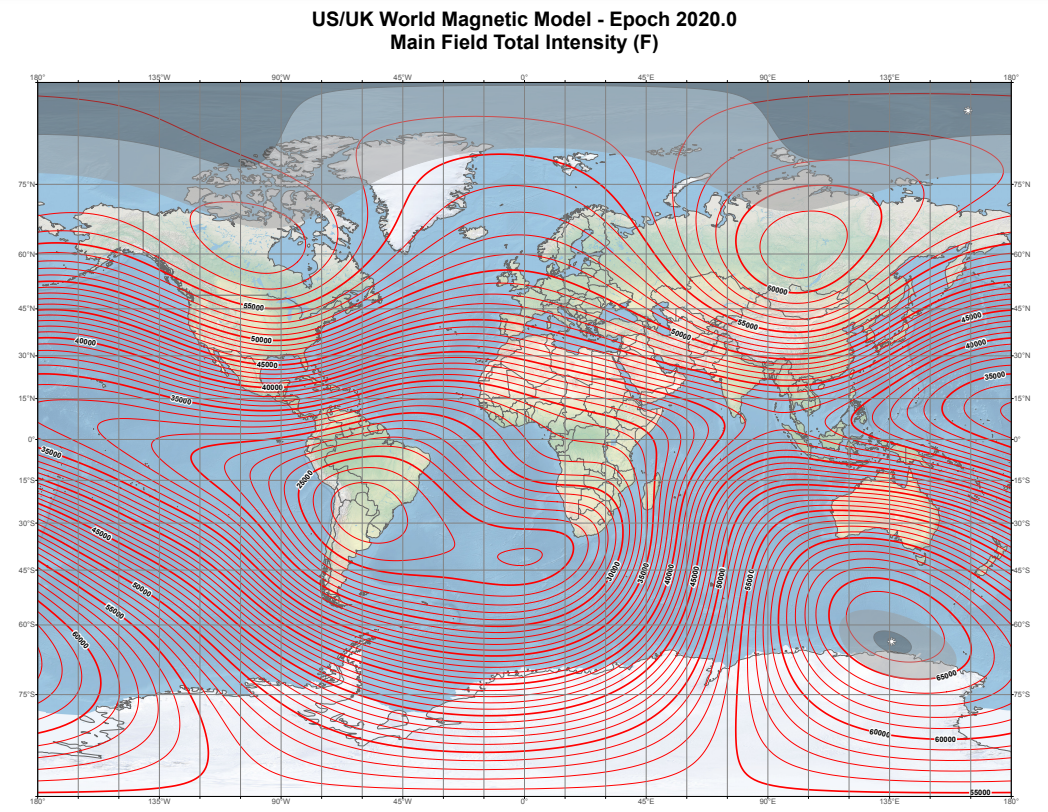 US/UK World Magnetic Model - Epoch 2020.0
Main Field Total Intensity (F)
180° 135°W 90°W 45°W 0° 45°E 90°E 135°E 180°
75°N 75°N
60°N 60°N
60000
45°N 55000 50000 55000 45000 45°N
40000 50000 40000
30°N 45000 30°N
40000 35000
15°N 35000 15°N
0° 0°
35000
15°S 25000 15°S
30°S 30°S
45000
45°S 50000 30000 35000 40000 45000 50000 55000 45°S
55000
60°S 60000 60°S
65000
75°S 75°S
60000 60000
55000
180° 135°W 90°W 45°W 0° 45°E 90°E 135°E 180°